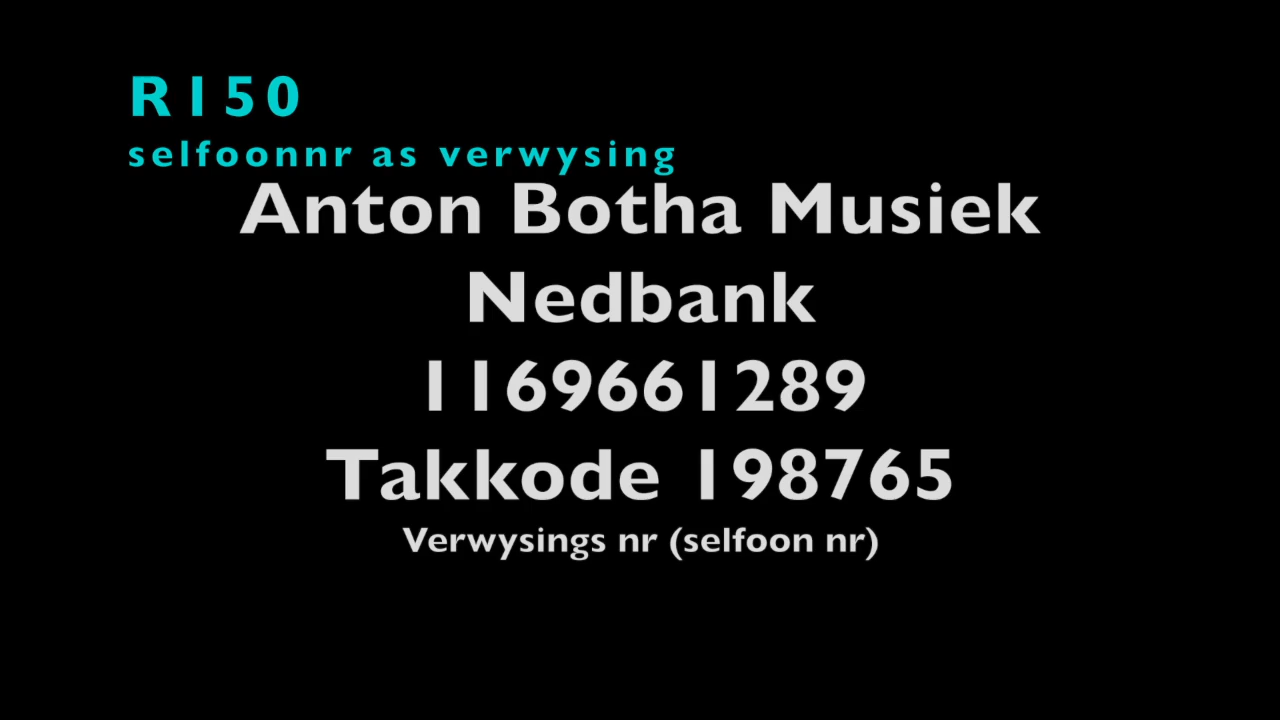 R150
selfoonnr as verwysing
Anton Botha Musiek
Nedbank
1169661289
Takkode 198765
Verwysings nr (selfoon nr)